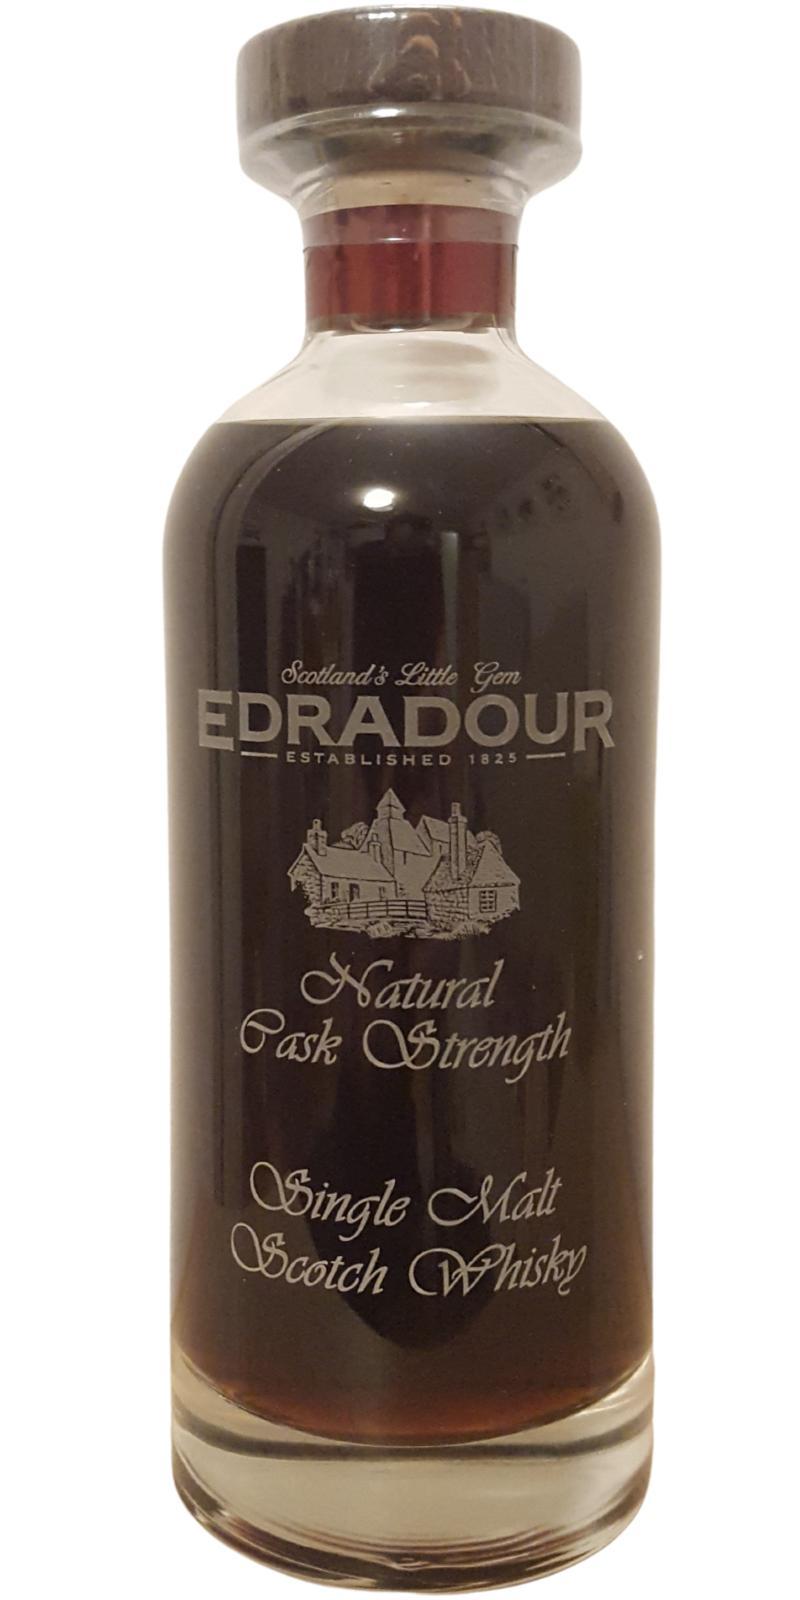 Scotland's Little Gem
EDRADOUR
ESTABLISHED 1825
Natural
Cask Strength
Single Malt
Scotch Whisky